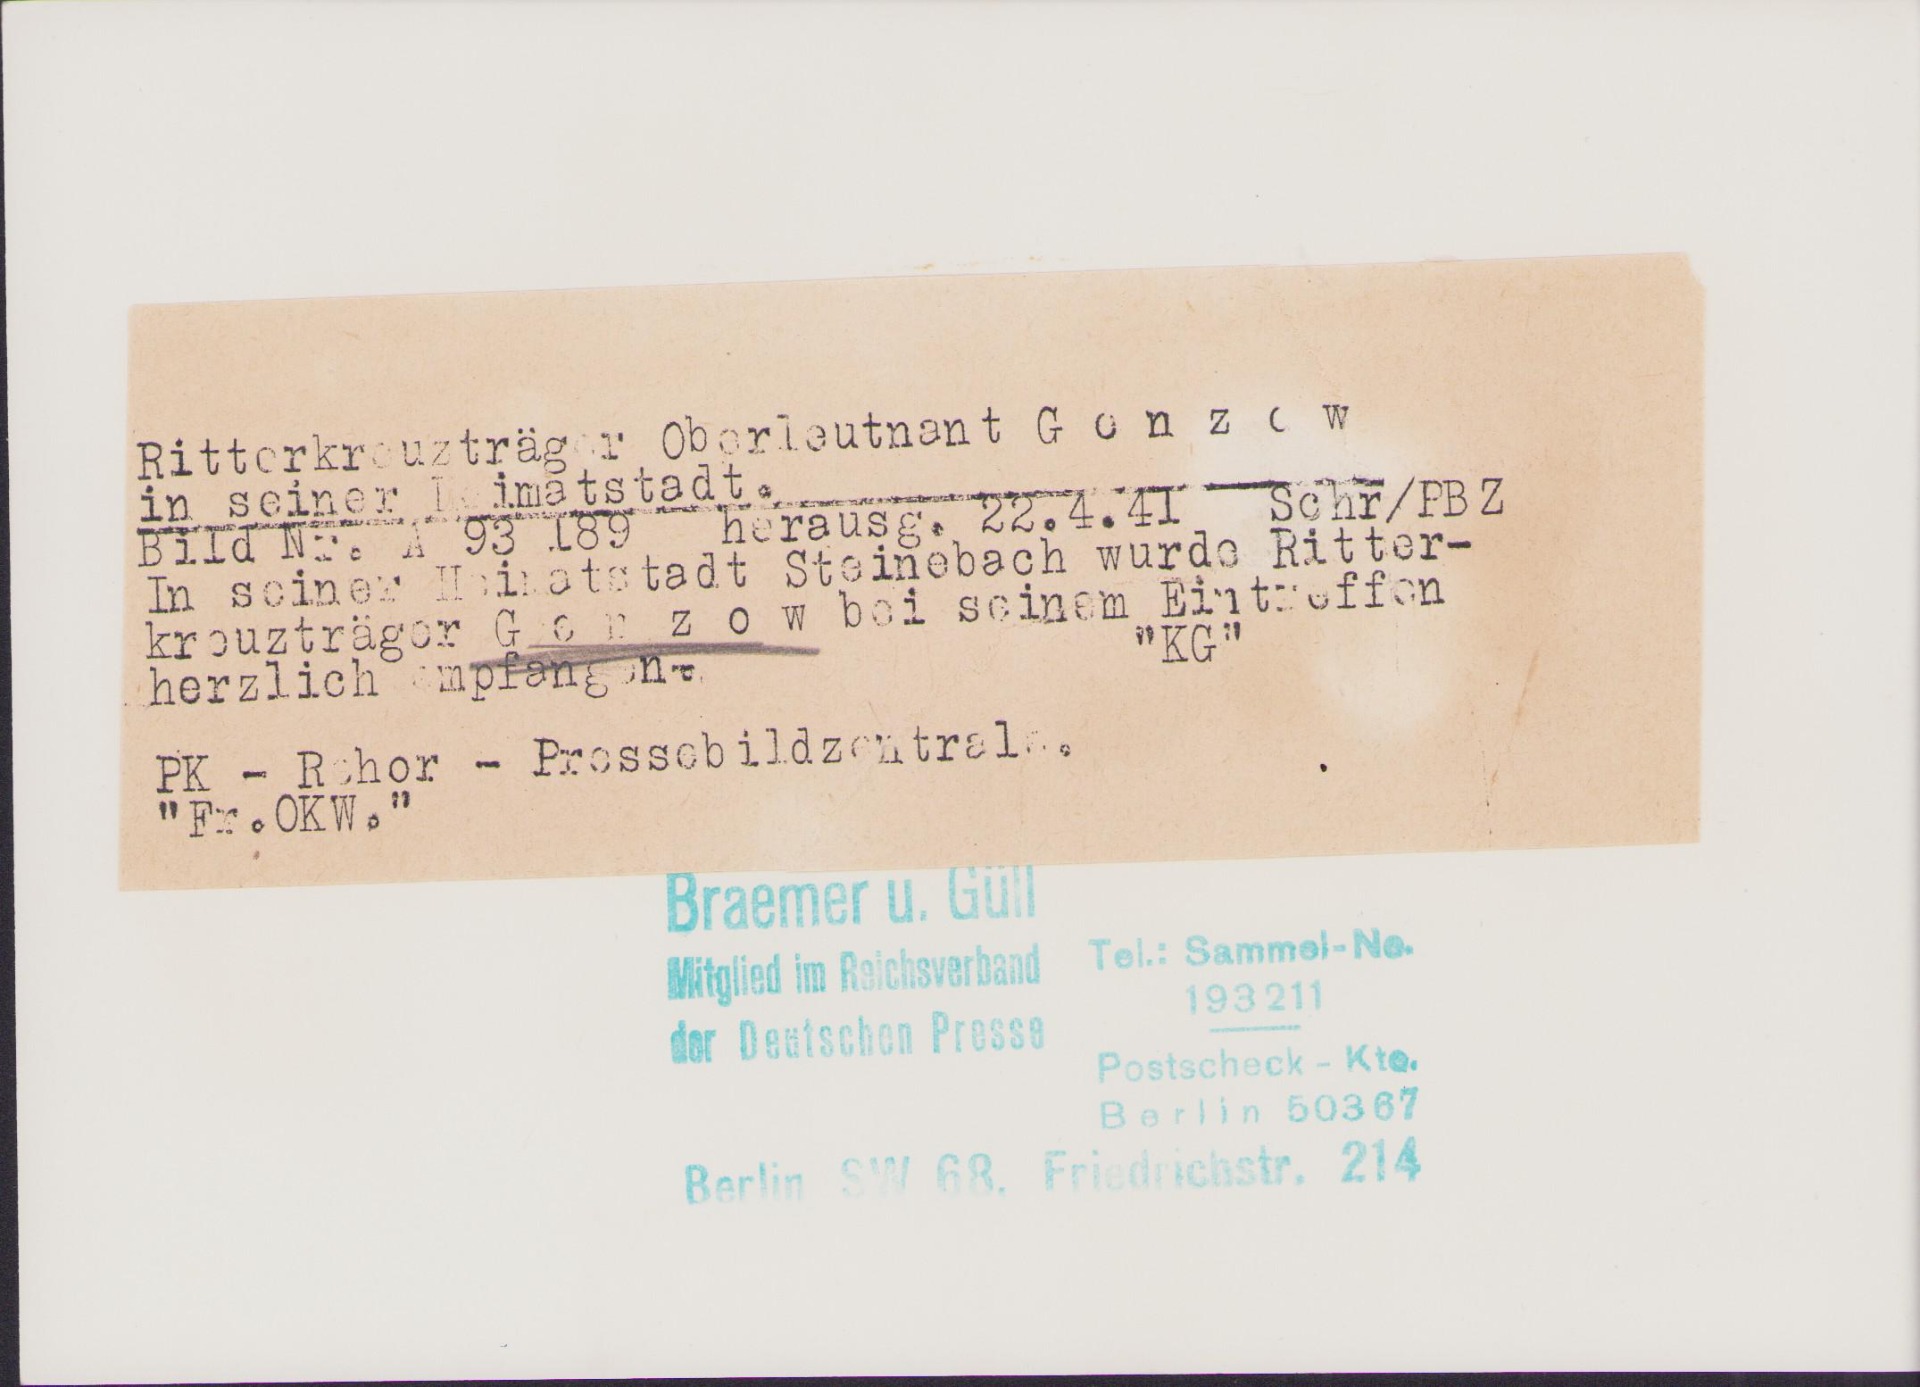 Ritterkreuzträger Oberleutnant G e n z o w
in seiner Heimatstadt.
Bild Nr. A 93 189 herausg. 22.4.41 Schr/PBZ
In seiner Heimatstadt Steinebach wurde Ritter-
kreuzträger G e n z o w bei seinem Eintreffen
herzlich empfangen. "KG"
PK - Rehor - Pressebildzentrale.
"Fr.OKW."
Braemer u. Güll
Mitglied im Reichsverband
der Deutschen Presse
Tel.: Sammel-No.
193211
Postscheck - Kto.
Berlin 50367
Berlin SW 68. Friedrichstr. 214